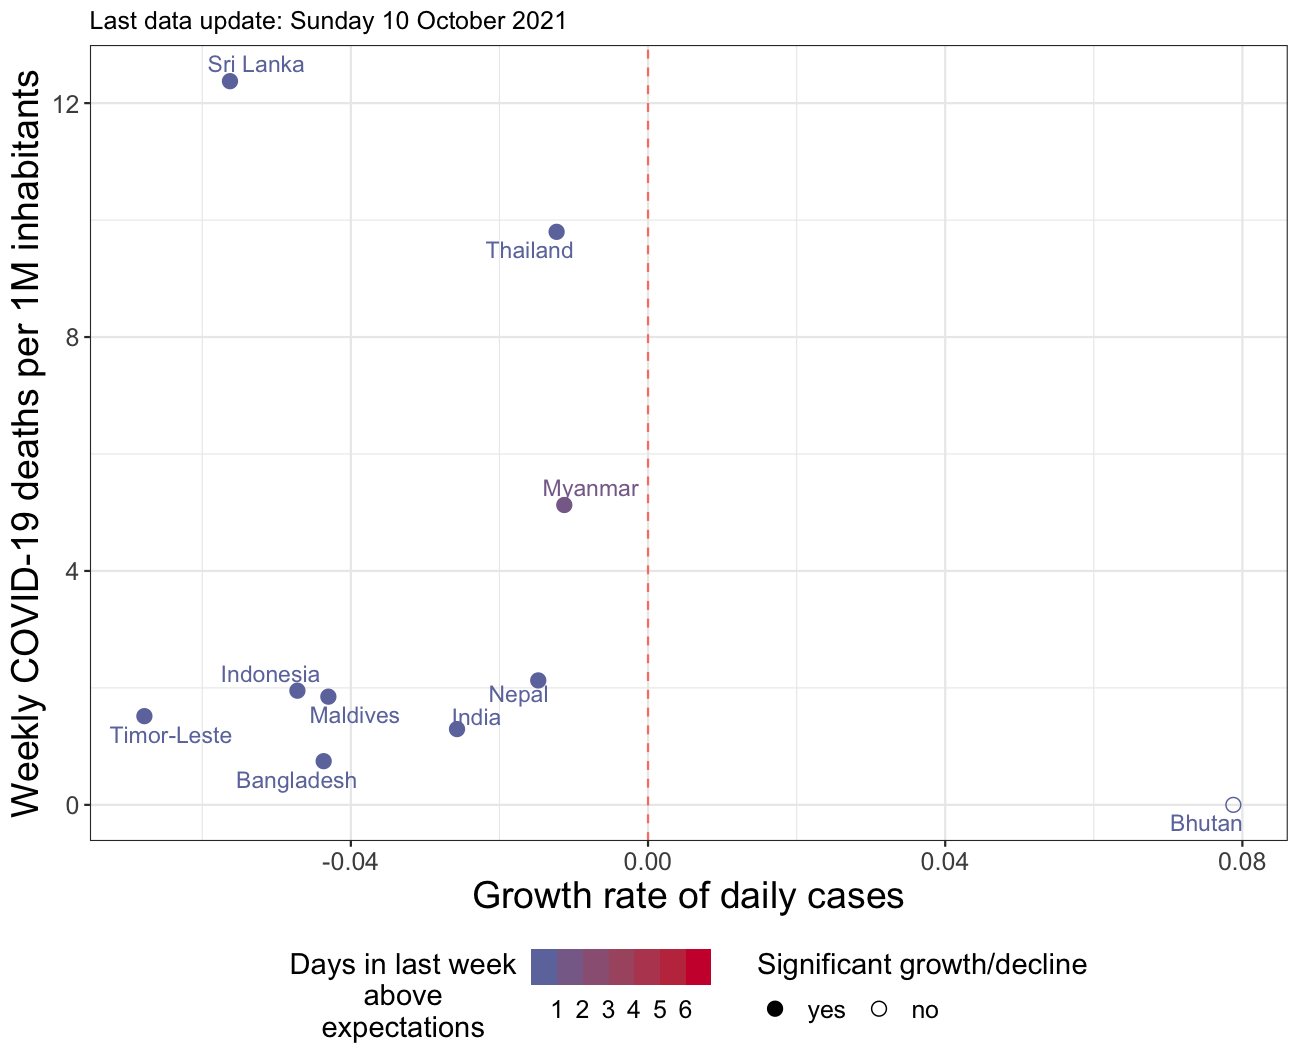 Last data update: Sunday 10 October 2021
Weekly COVID-19 deaths per 1M inhabitants
12
8
4
0
Sri Lanka
Thailand
Myanmar
Indonesia
Nepal
Maldives
India
Timor-Leste
Bangladesh
Bhutan
-0.04 0.00 0.04 0.08
Growth rate of daily cases
Days in last week
above
expectations
1 2 3 4 5 6
Significant growth/decline
yes no